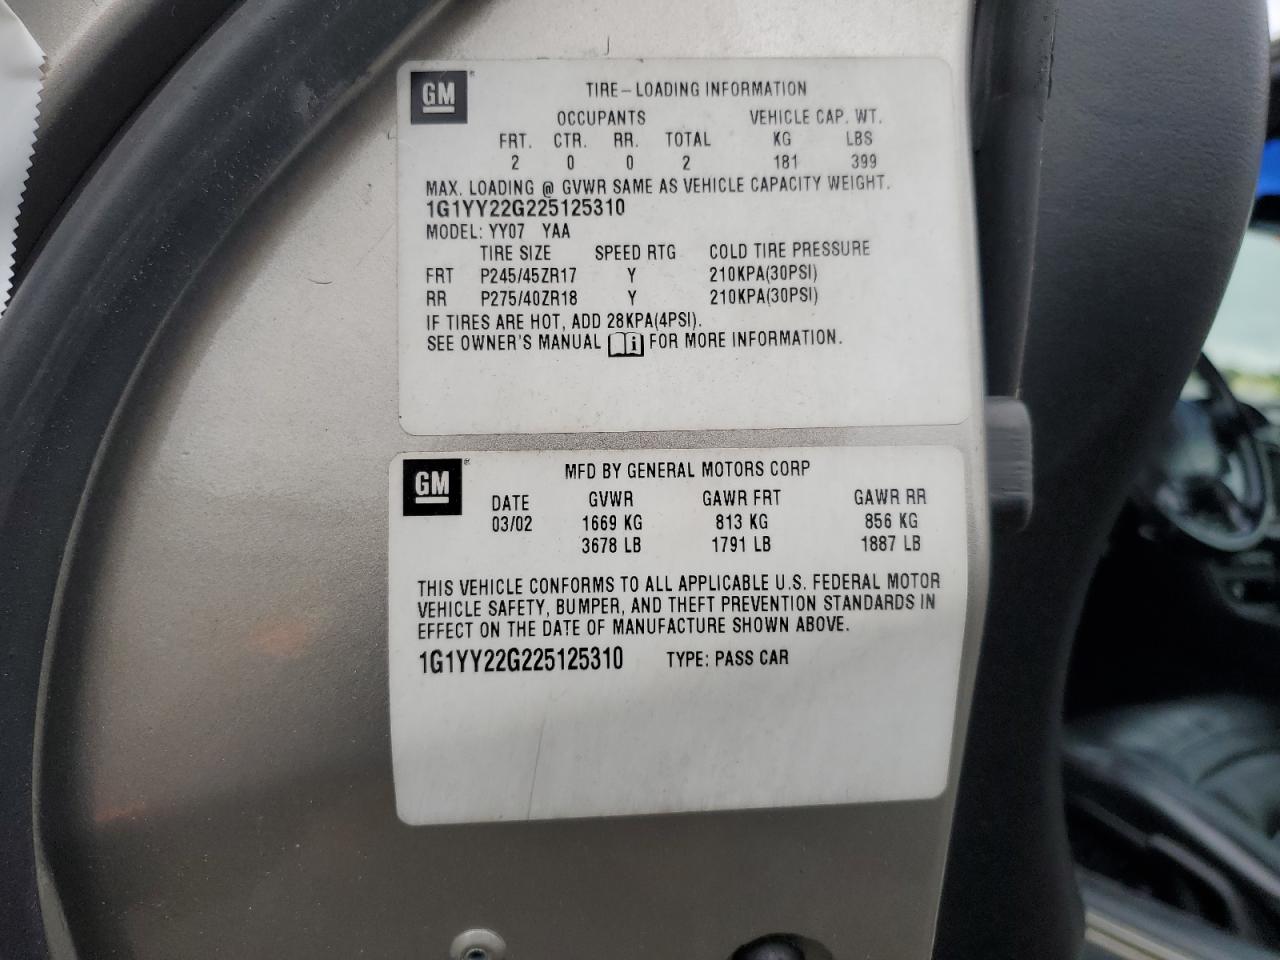 GM ®
TIRE-LOADING INFORMATION
OCCUPANTS VEHICLE CAP. WT.
FRT. CTR. RR. TOTAL KG LBS
2 0 0 2 181 399
MAX. LOADING @ GVWR SAME AS VEHICLE CAPACITY WEIGHT.
1G1YY22G225125310
MODEL: YY07 YAA
TIRE SIZE SPEED RTG COLD TIRE PRESSURE
FRT P245/45ZR17 Y 210KPA(30PSI)
RR P275/40ZR18 Y 210KPA(30PSI)
IF TIRES ARE HOT, ADD 28KPA(4PSI).
SEE OWNER'S MANUAL i FOR MORE INFORMATION.
GM ®
MFD BY GENERAL MOTORS CORP
DATE GVWR GAWR FRT GAWR RR
03/02 1669 KG 813 KG 856 KG
3678 LB 1791 LB 1887 LB
THIS VEHICLE CONFORMS TO ALL APPLICABLE U.S. FEDERAL MOTOR
VEHICLE SAFETY, BUMPER, AND THEFT PREVENTION STANDARDS IN
EFFECT ON THE DATE OF MANUFACTURE SHOWN ABOVE.
1G1YY22G225125310 TYPE: PASS CAR